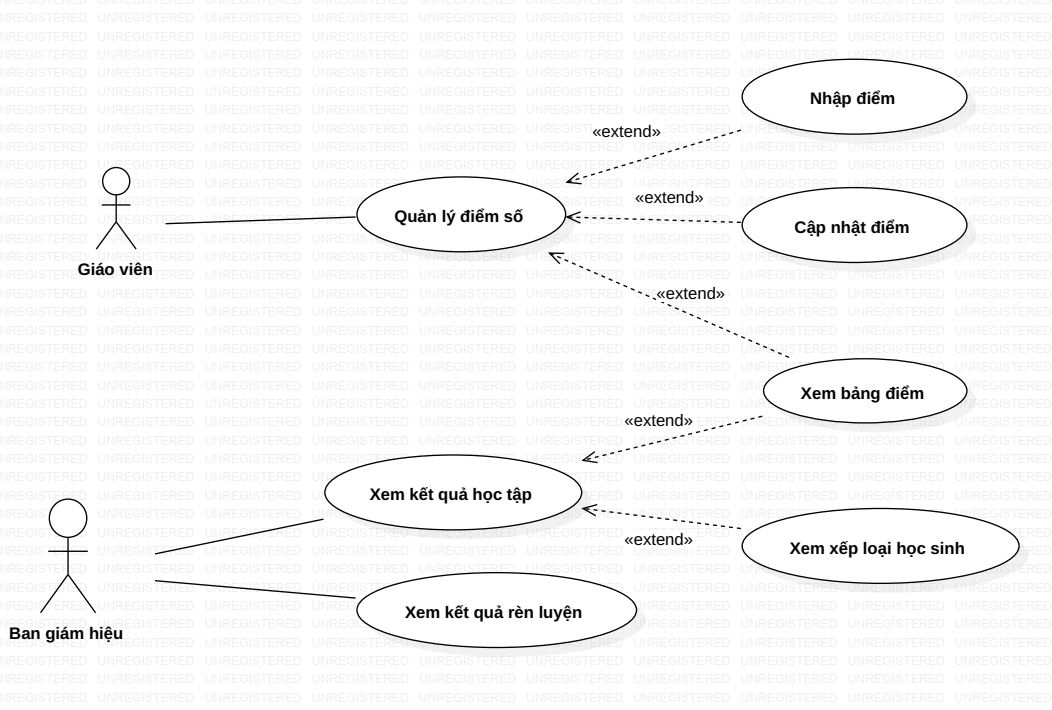 Nhập điểm
«extend»
«extend»
Quản lý điểm số
Cập nhật điểm
Giáo viên
«extend»
Xem bảng điểm
«extend»
Xem kết quả học tập
«extend»
Xem xếp loại học sinh
Xem kết quả rèn luyện
Ban giám hiệu
UNREGISTERED